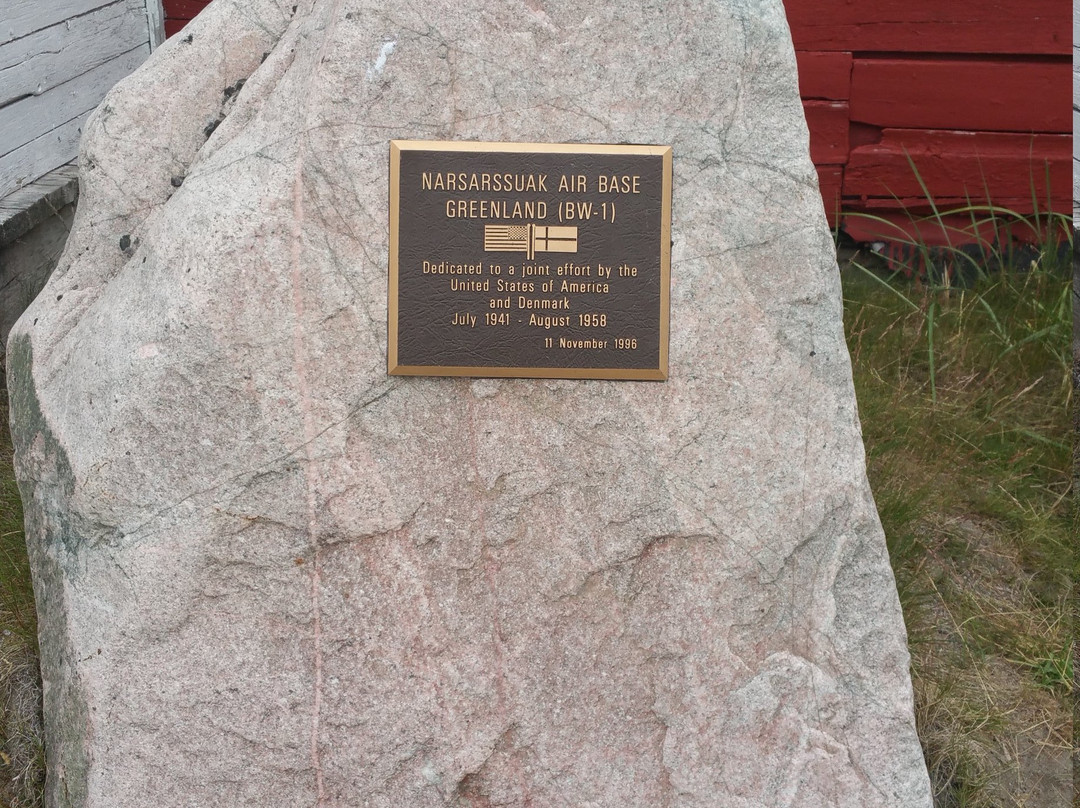 NARSARSSUAK AIR BASE
GREENLAND (BW-1)
Dedicated to a joint effort by the
United States of America
and Denmark
July 1941 - August 1958
11 November 1996